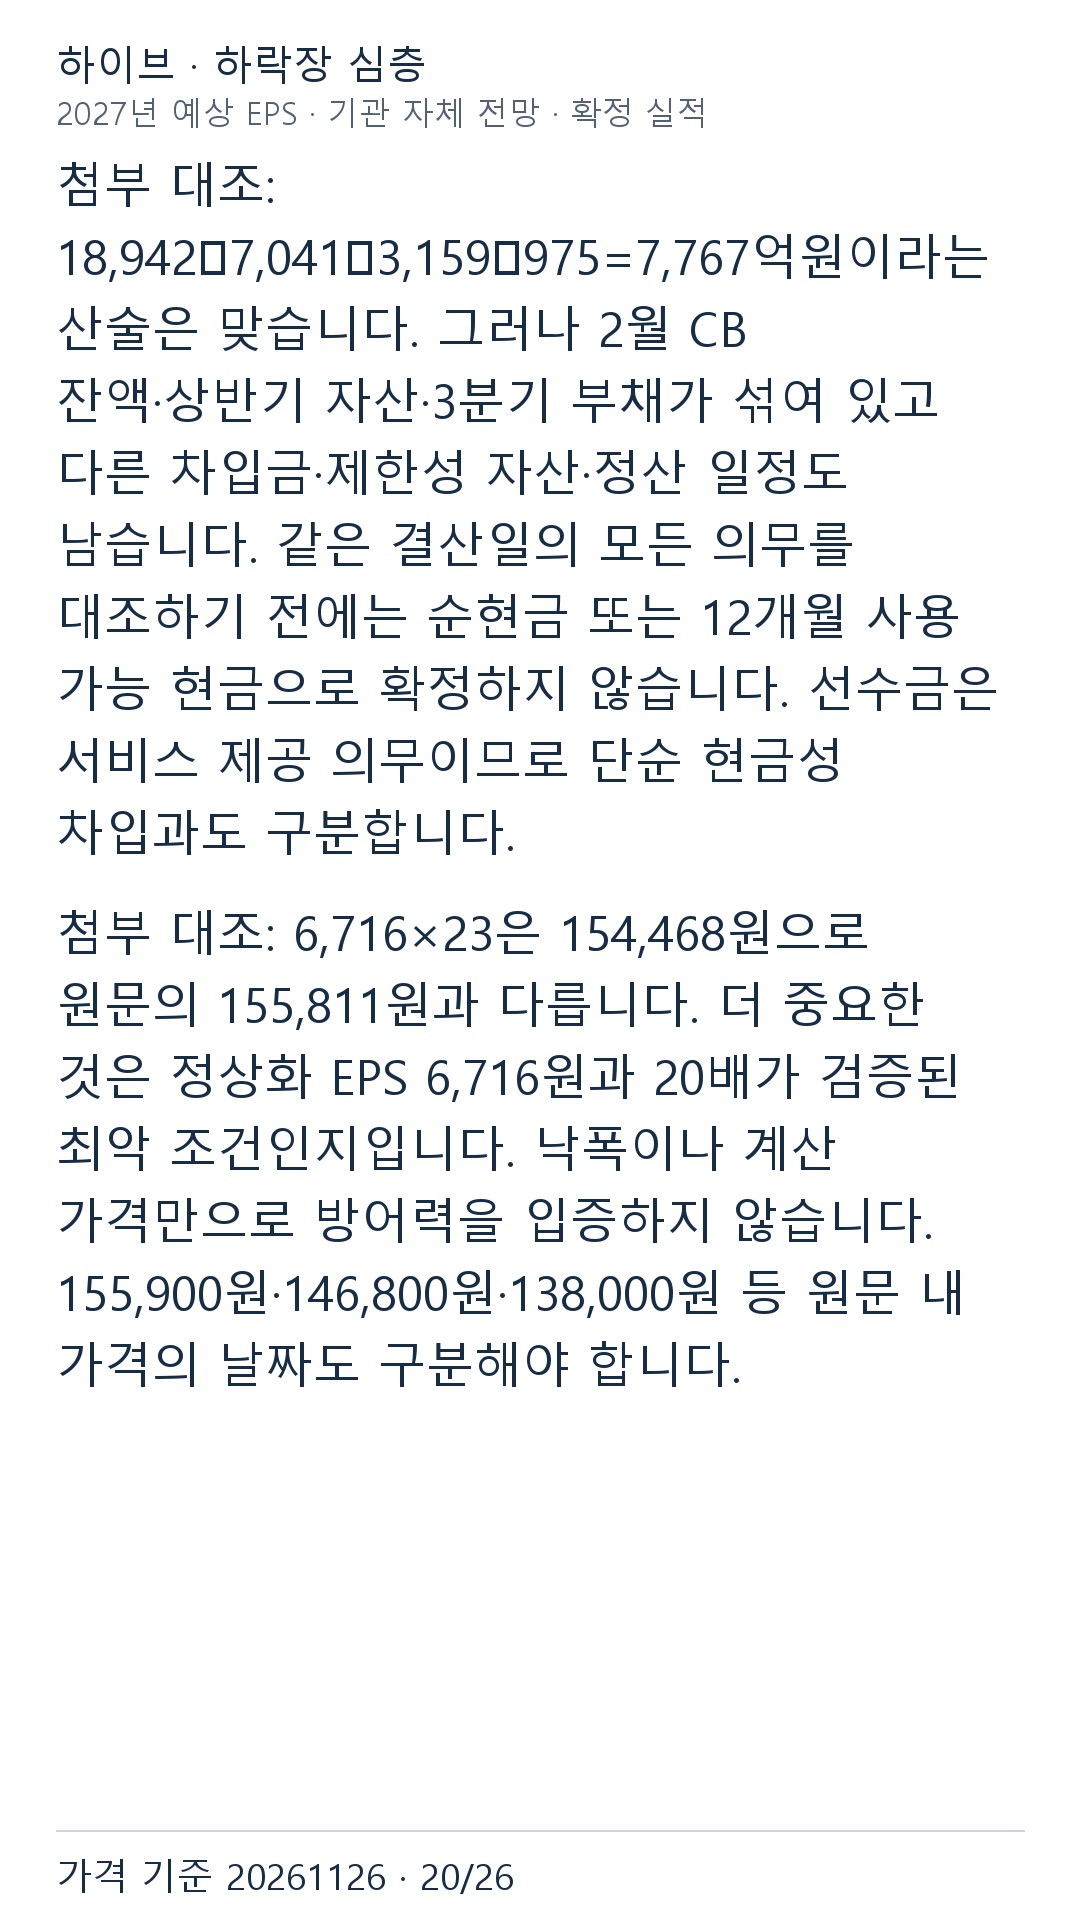 하이브 · 하락장 심층
2027년 예상 EPS · 기관 자체 전망 · 확정 실적
첨부 대조:
18,942□7,041□3,159□975=7,767억원이라는
산술은 맞습니다. 그러나 2월 CB
잔액·상반기 자산·3분기 부채가 섞여 있고
다른 차입금·제한성 자산·정산 일정도
남습니다. 같은 결산일의 모든 의무를
대조하기 전에는 순현금 또는 12개월 사용
가능 현금으로 확정하지 않습니다. 선수금은
서비스 제공 의무이므로 단순 현금성
차입과도 구분합니다.
첨부 대조: 6,716×23은 154,468원으로
원문의 155,811원과 다릅니다. 더 중요한
것은 정상화 EPS 6,716원과 20배가 검증된
최악 조건인지입니다. 낙폭이나 계산
가격만으로 방어력을 입증하지 않습니다.
155,900원·146,800원·138,000원 등 원문 내
가격의 날짜도 구분해야 합니다.
가격 기준 20261126 · 20/26